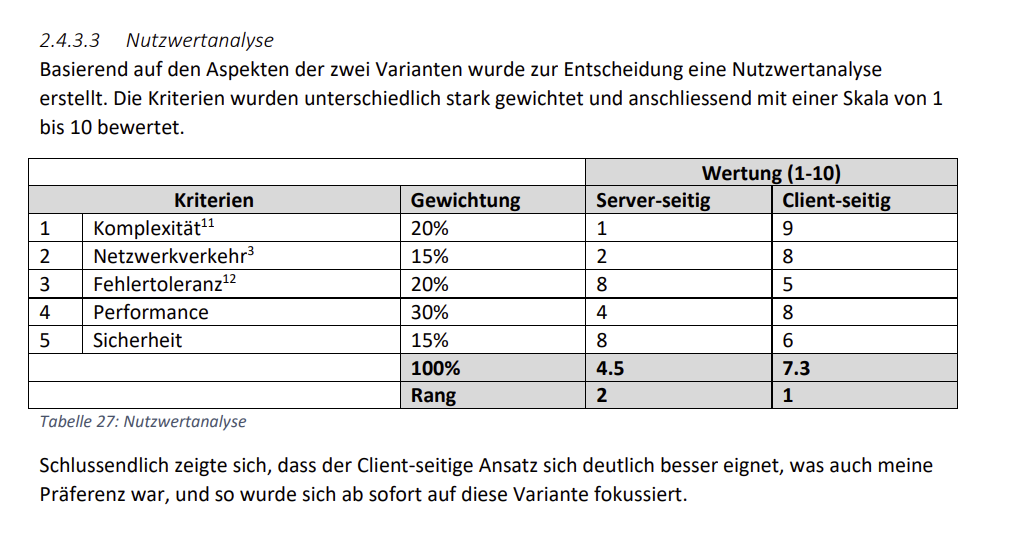 2.4.3.3 Nutzwertanalyse
Basierend auf den Aspekten der zwei Varianten wurde zur Entscheidung eine Nutzwertanalyse
erstellt. Die Kriterien wurden unterschiedlich stark gewichtet und anschliessend mit einer Skala von 1
bis 10 bewertet.
Wertung (1-10)
Kriterien Gewichtung Server-seitig Client-seitig
1 Komplexität¹¹ 20% 1 9
2 Netzwerkverkehr³ 15% 2 8
3 Fehlertoleranz¹² 20% 8 5
4 Performance 30% 4 8
5 Sicherheit 15% 8 6
100% 4.5 7.3
Rang 2 1
Tabelle 27: Nutzwertanalyse
Schlussendlich zeigte sich, dass der Client-seitige Ansatz sich deutlich besser eignet, was auch meine
Präferenz war, und so wurde sich ab sofort auf diese Variante fokussiert.